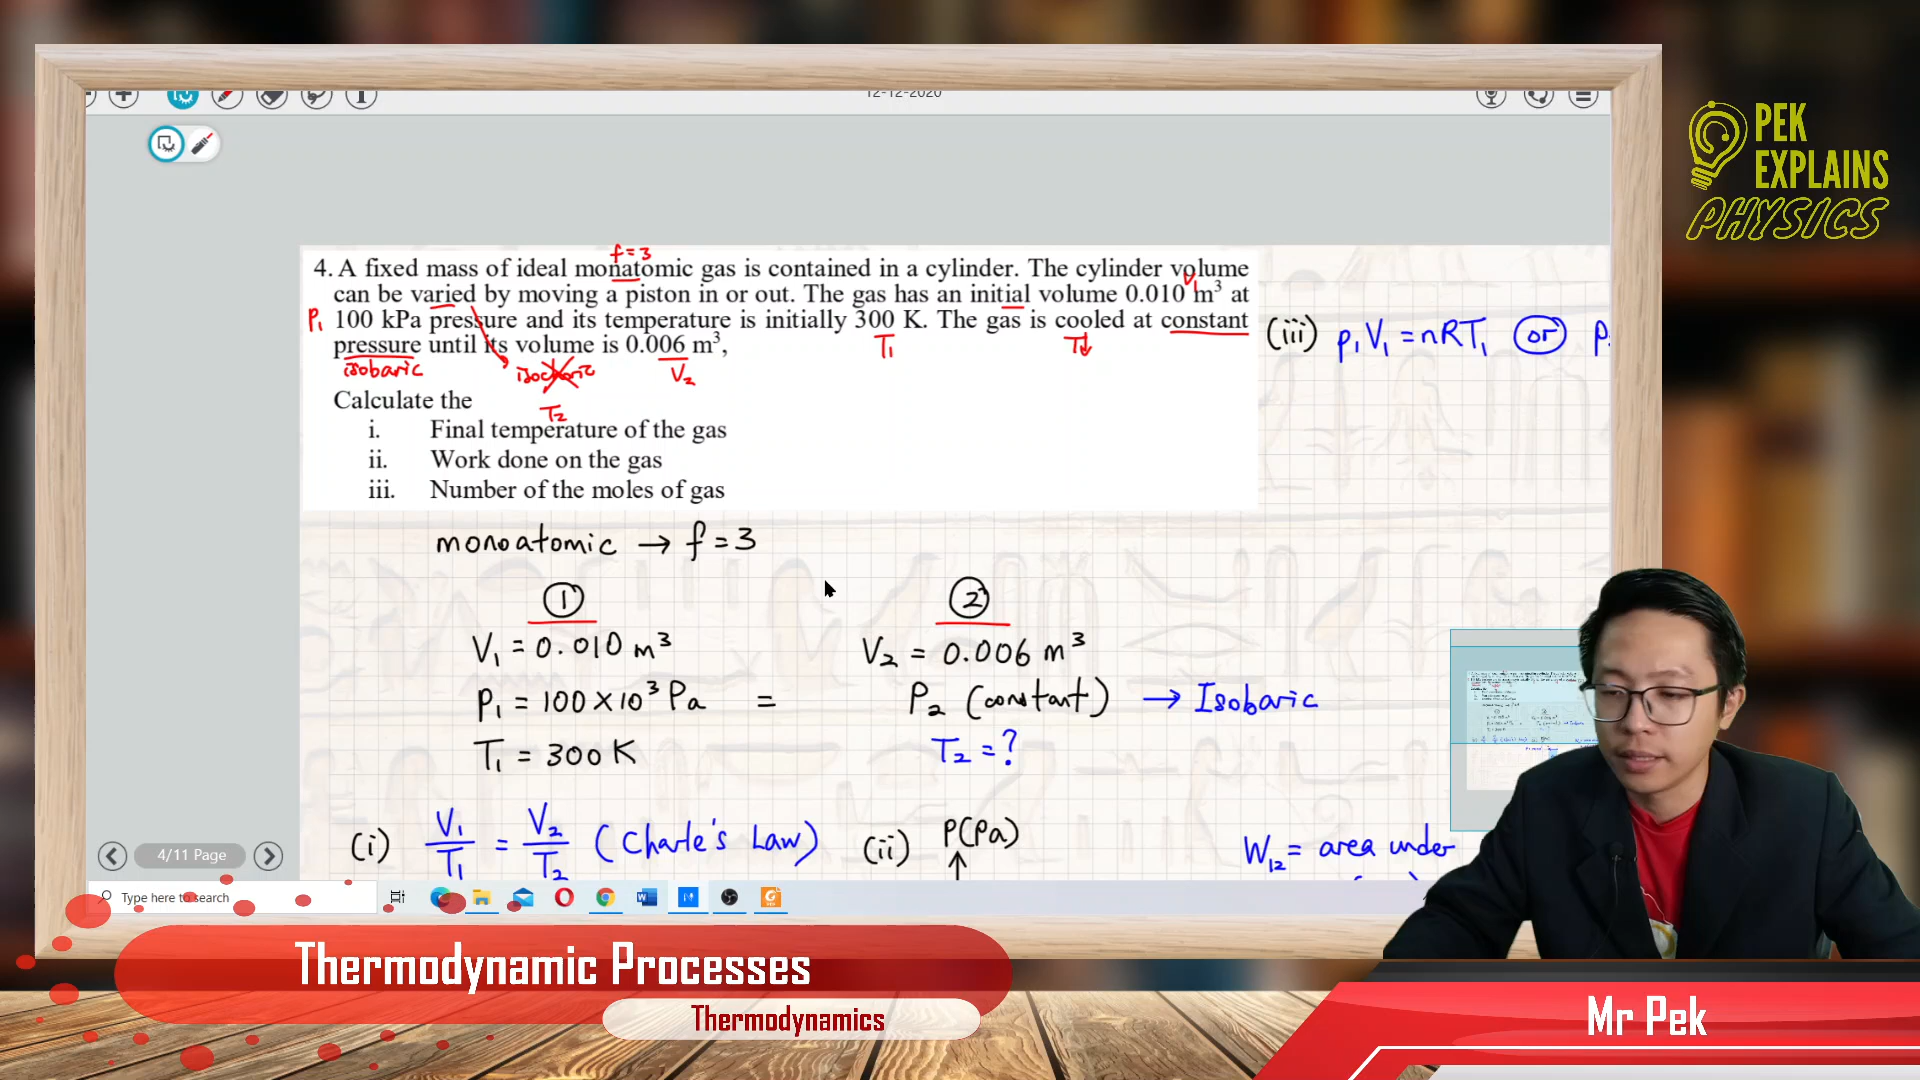 12-12-2020
PEK
EXPLAINS
PHYSICS
f = 3
4. A fixed mass of ideal monatomic gas is contained in a cylinder. The cylinder volume
V₁
can be varied by moving a piston in or out. The gas has an initial volume 0.010 m³ at
P₁ 100 kPa pressure and its temperature is initially 300 K. The gas is cooled at constant
T₁ T↓
pressure until its volume is 0.006 m³,
isobaric isochoric V₂
Calculate the
T₂
i. Final temperature of the gas
ii. Work done on the gas
iii. Number of the moles of gas
(iii) p₁V₁ = nRT₁ or p
monoatomic → f = 3
① ②
V₁ = 0.010 m³ V₂ = 0.006 m³
P₁ = 100 × 10³ Pa = P₂ (constant) → Isobaric
T₁ = 300 K T₂ = ?
(i) V₁/T₁ = V₂/T₂ (Charle's Law) (ii) P(Pa)
W₁₂ = area under
4/11 Page
Type here to search
Thermodynamic Processes
Thermodynamics
Mr Pek